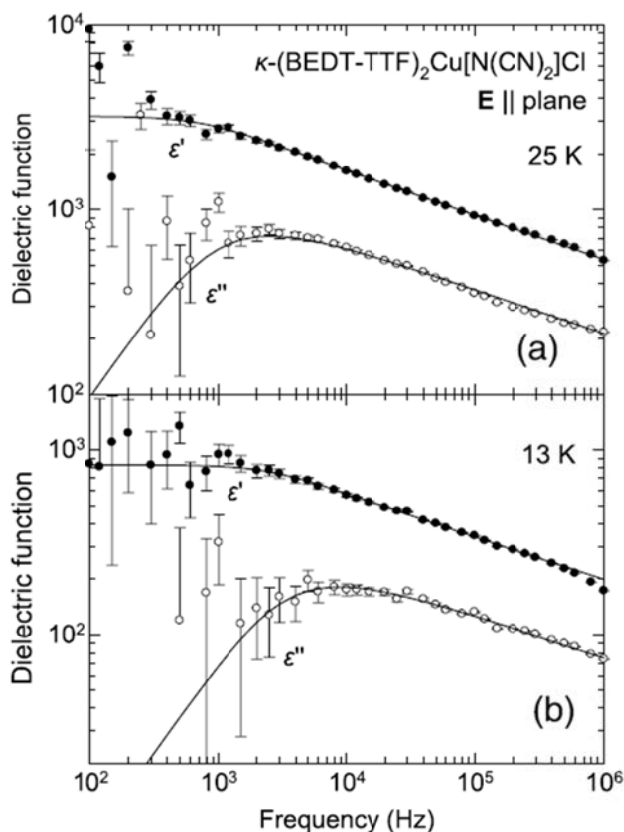 10⁴
κ-(BEDT-TTF)₂Cu[N(CN)₂]Cl
E || plane
ε'
25 K
Dielectric function
10³
ε''
(a)
10²
13 K
10³
ε'
Dielectric function
10²
ε''
(b)
10² 10³ 10⁴ 10⁵ 10⁶
Frequency (Hz)